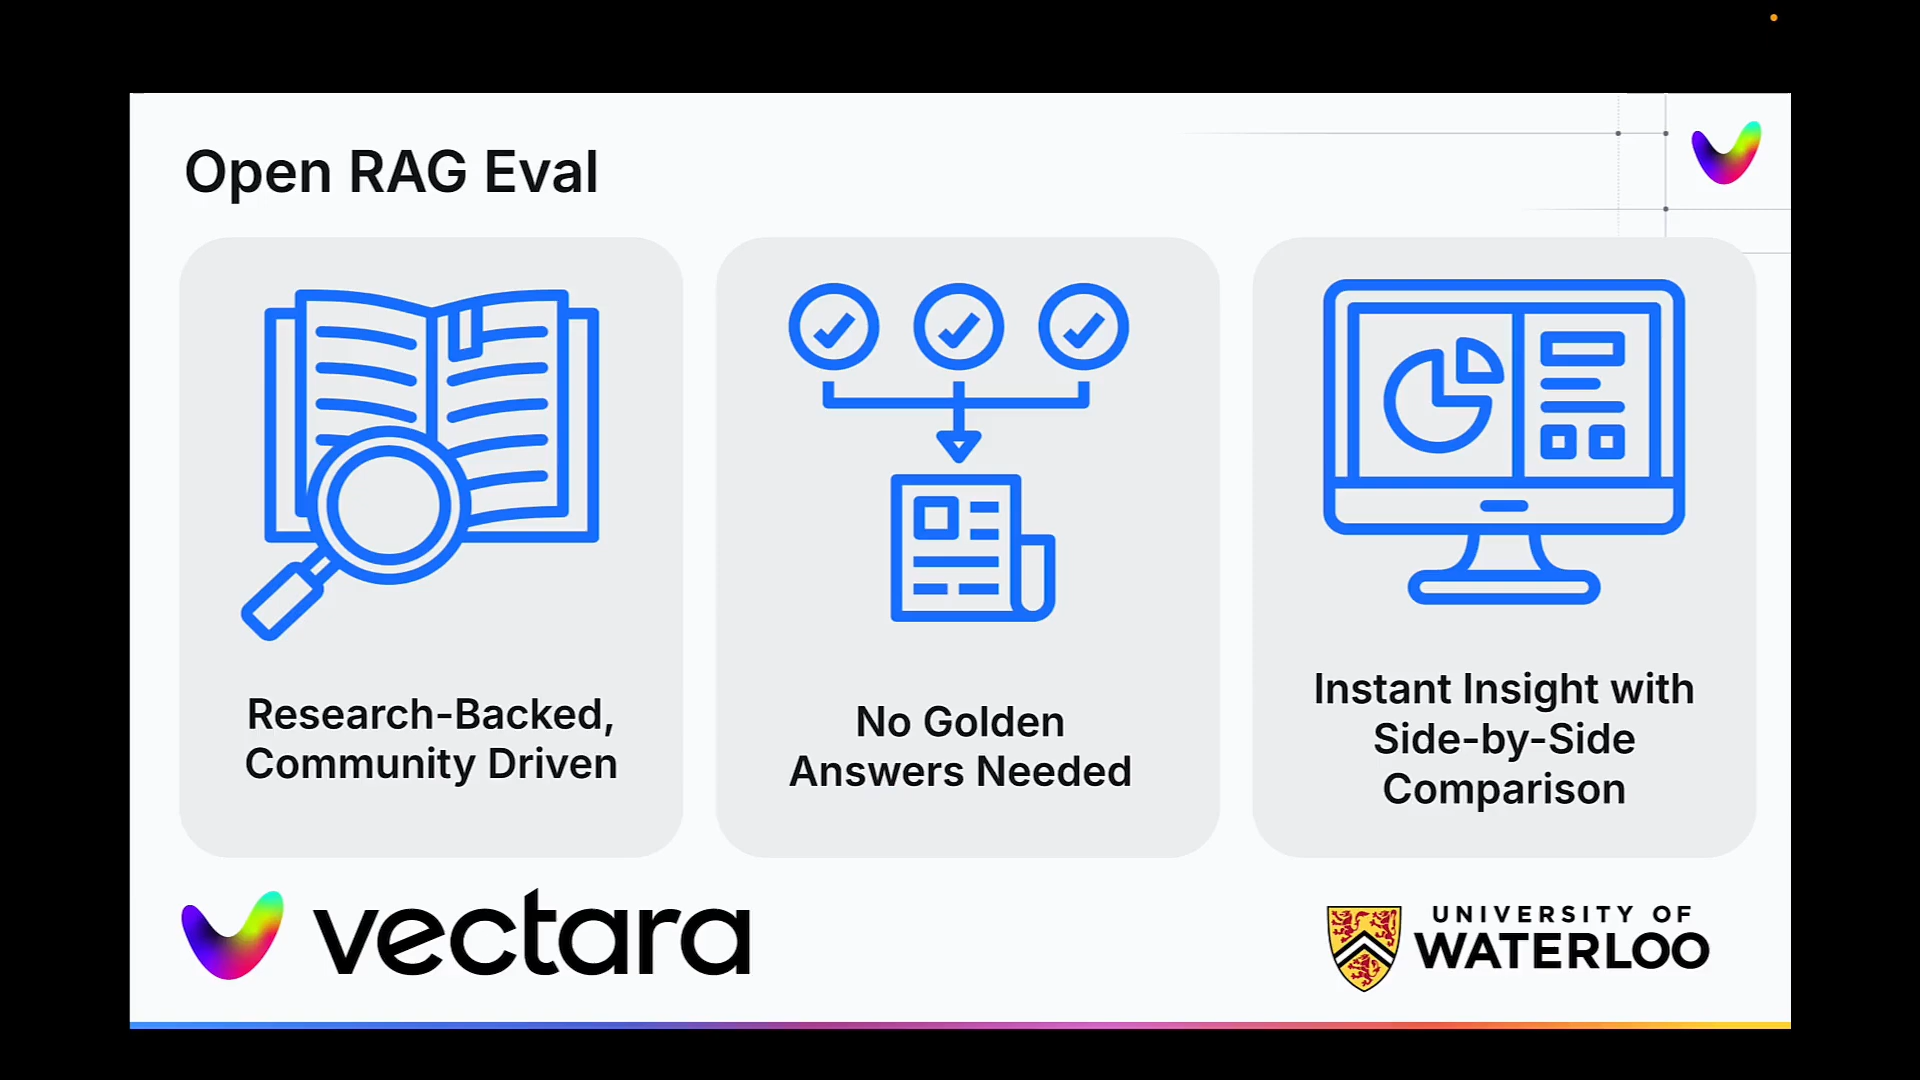 Open RAG Eval
Research-Backed,
Community Driven
No Golden
Answers Needed
Instant Insight with
Side-by-Side
Comparison
vectara
UNIVERSITY OF
WATERLOO